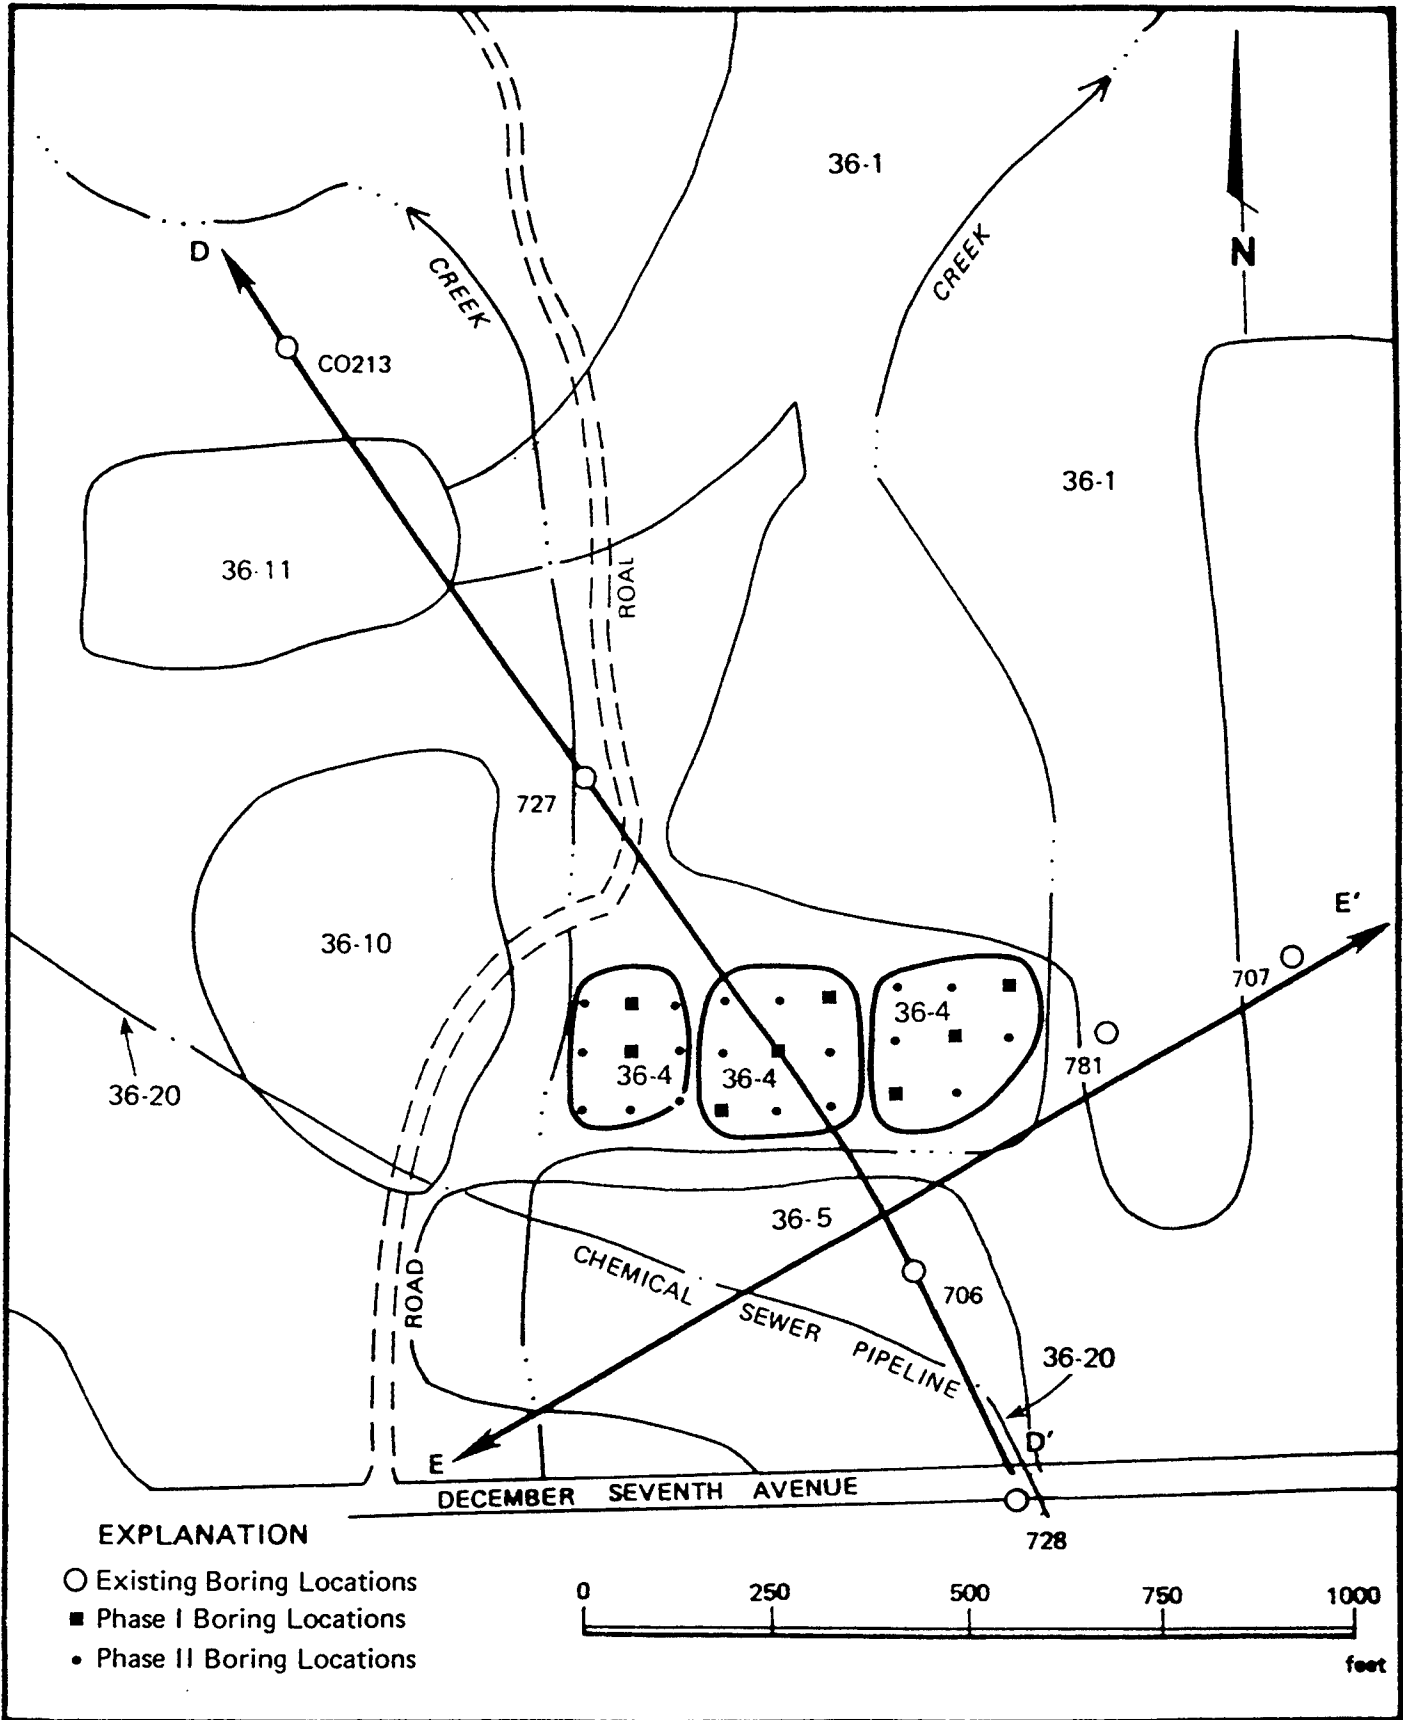 36-1
CREEK
CREEK
N
D
CO213
36-1
36-11
ROAL
727
E'
36-10
707
36-4
781
36-20
36-4
36-4
36-5
ROAD
CHEMICAL SEWER PIPELINE
706
36-20
D'
E
DECEMBER SEVENTH AVENUE
728
EXPLANATION
Existing Boring Locations
Phase I Boring Locations
Phase II Boring Locations
0 250 500 750 1000
feet